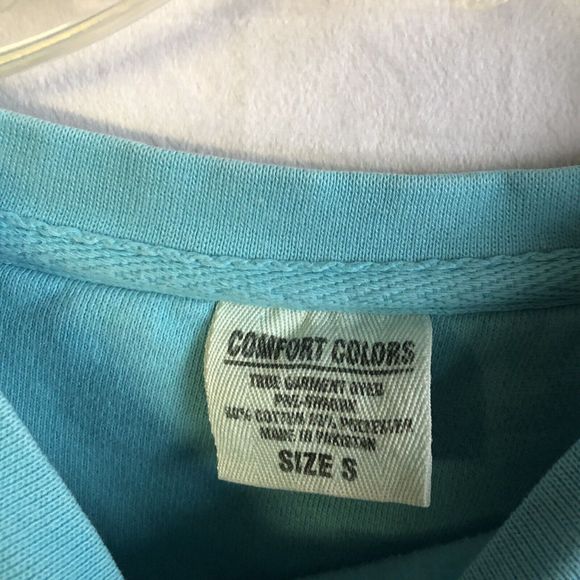 COMFORT COLORS
TRUE GARMENT DYED
PRE-SHRUNK
COTTON POLYESTER
MADE IN PAKISTAN
SIZE S